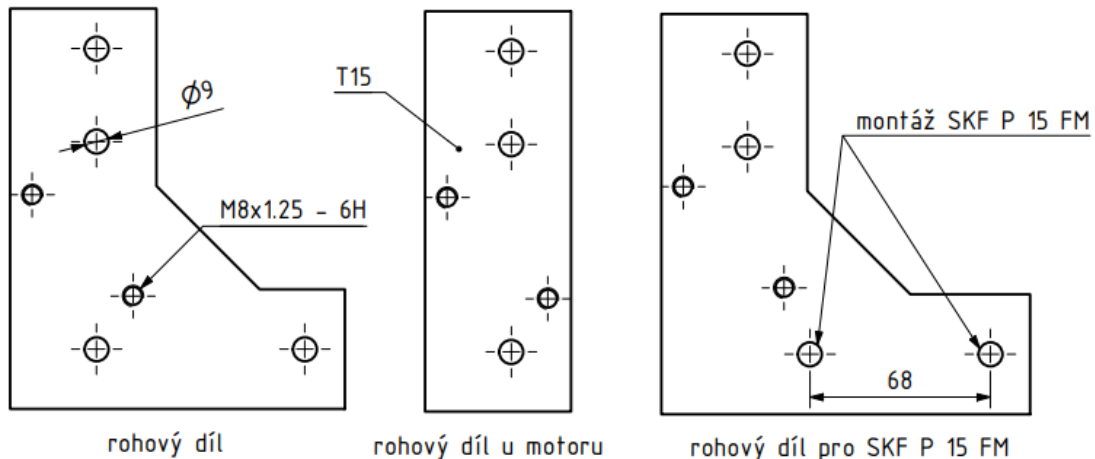 Ø9
T15
montáž SKF P 15 FM
M8x1.25 - 6H
68
rohový díl
rohový díl u motoru
rohový díl pro SKF P 15 FM